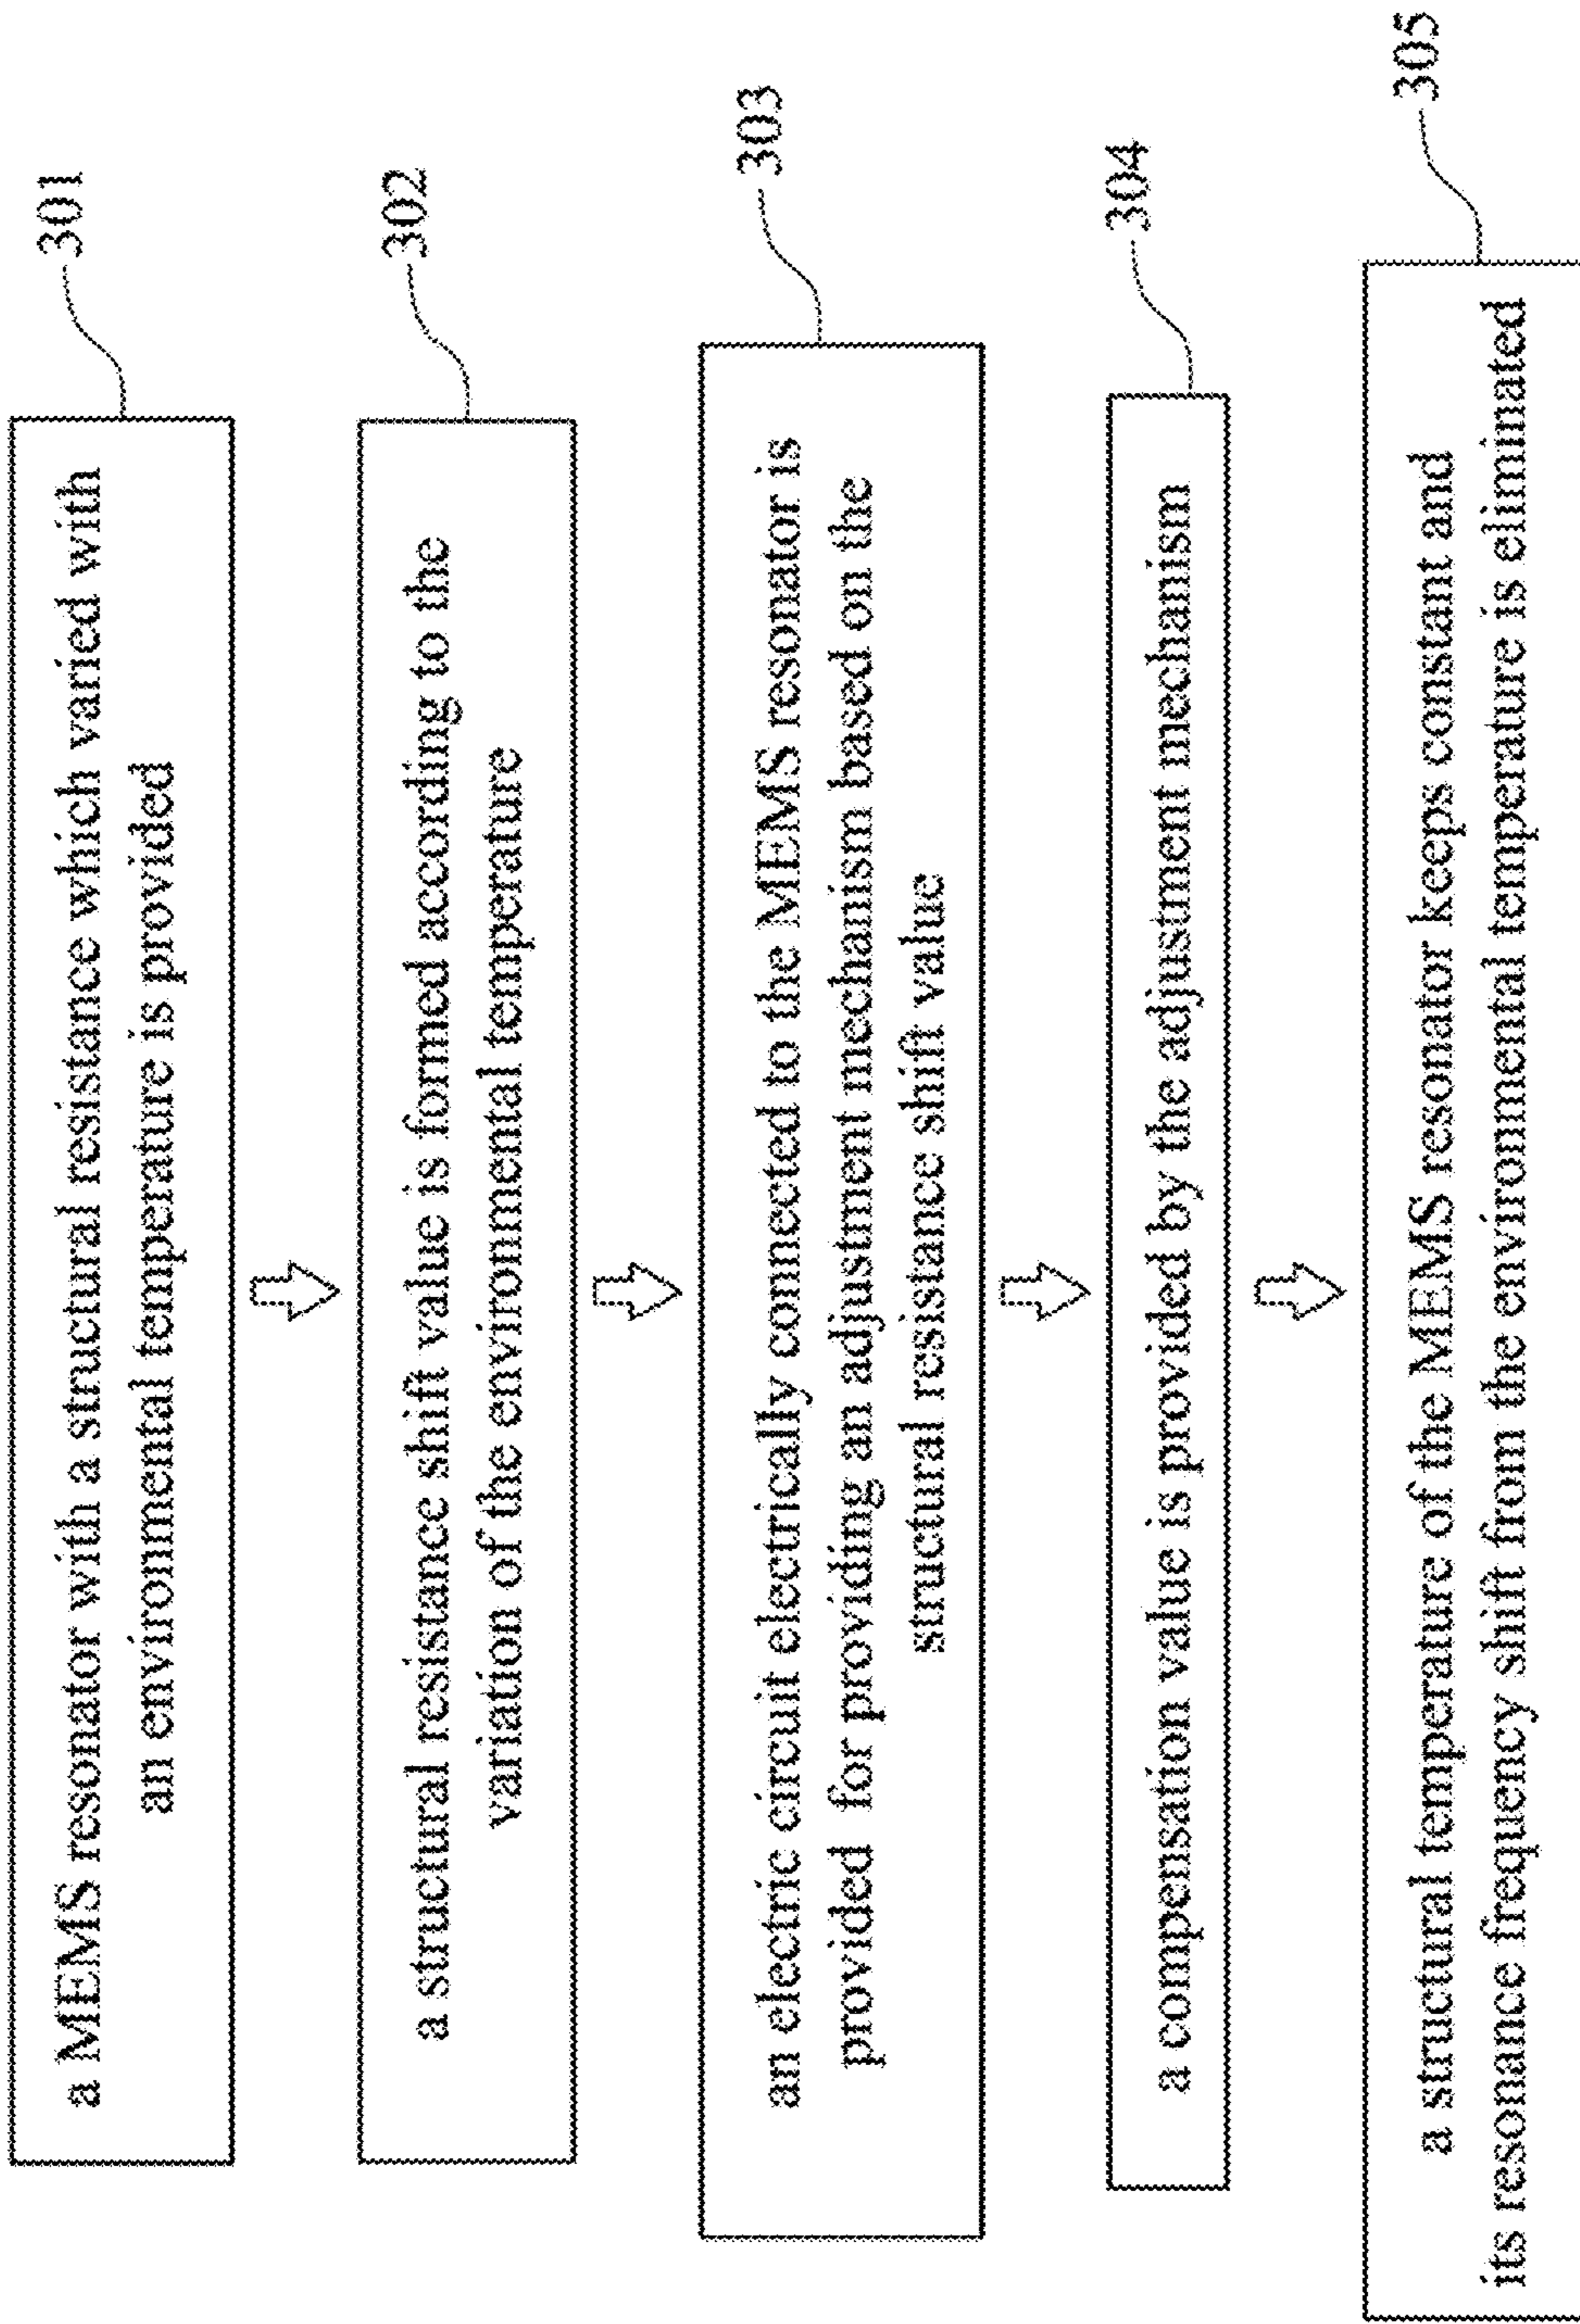 a MEMS resonator with a structural resistance which varied with
an environmental temperature is provided
301
a structural resistance shift value is formed according to the
variation of the environmental temperature
302
an electric circuit electrically connected to the MEMS resonator is
provided for providing an adjustment mechanism based on the
structural resistance shift value
303
a compensation value is provided by the adjustment mechanism
304
a structural temperature of the MEMS resonator keeps constant and
its resonance frequency shift from the environmental temperature is eliminated
305